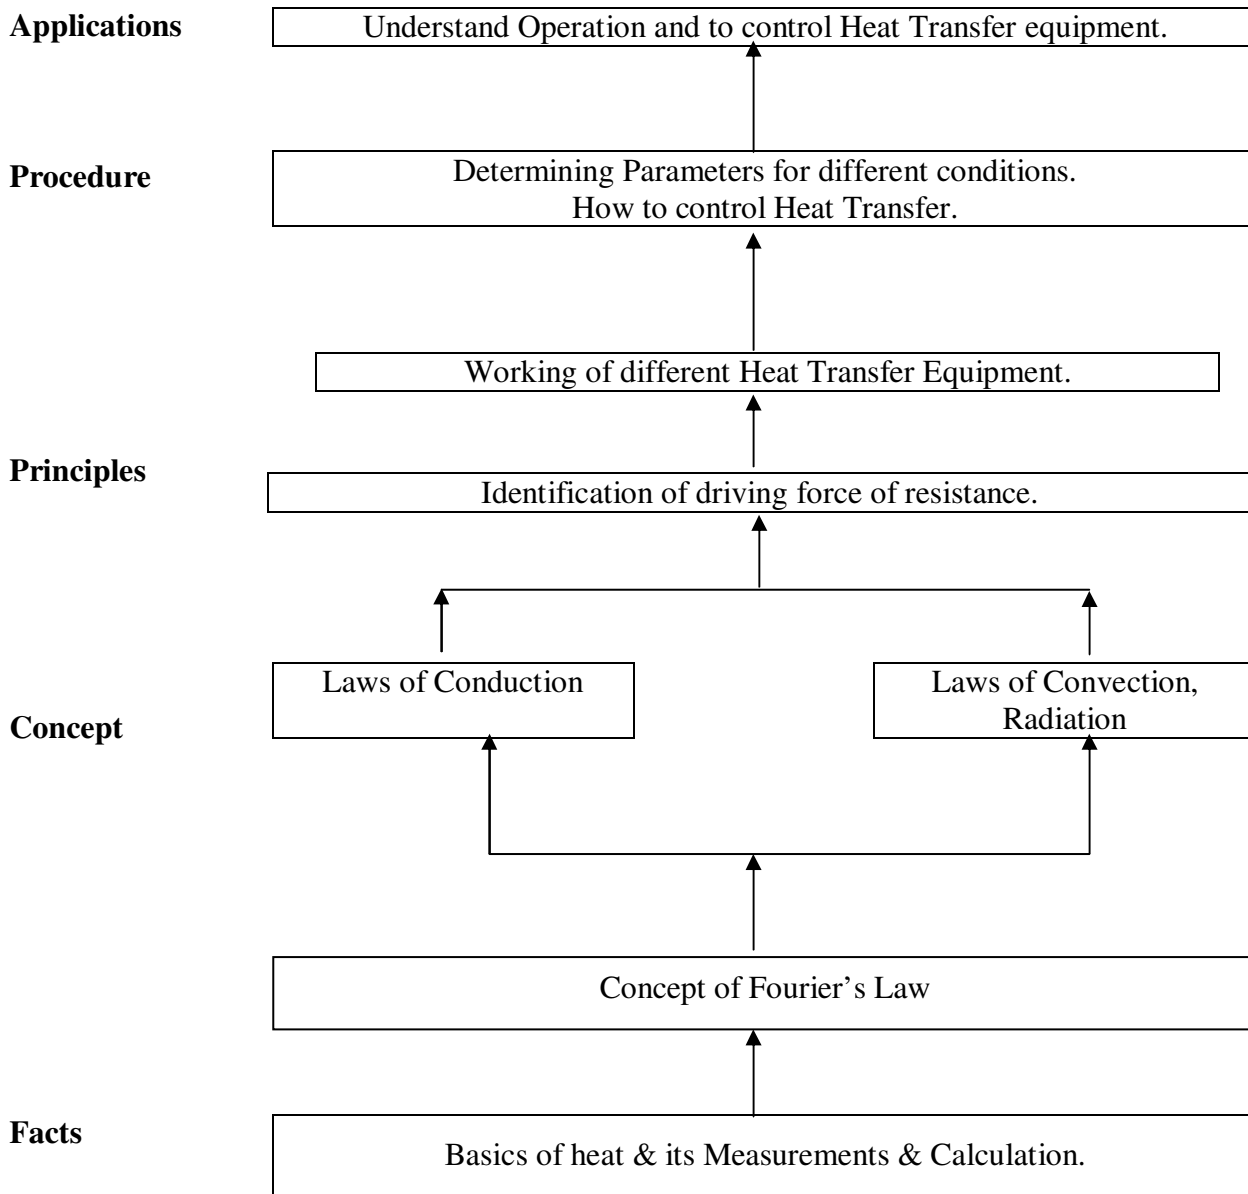 Applications
Understand Operation and to control Heat Transfer equipment.
Procedure
Determining Parameters for different conditions.
How to control Heat Transfer.
Working of different Heat Transfer Equipment.
Principles
Identification of driving force of resistance.
Laws of Conduction
Laws of Convection,
Radiation
Concept
Concept of Fourier’s Law
Facts
Basics of heat & its Measurements & Calculation.